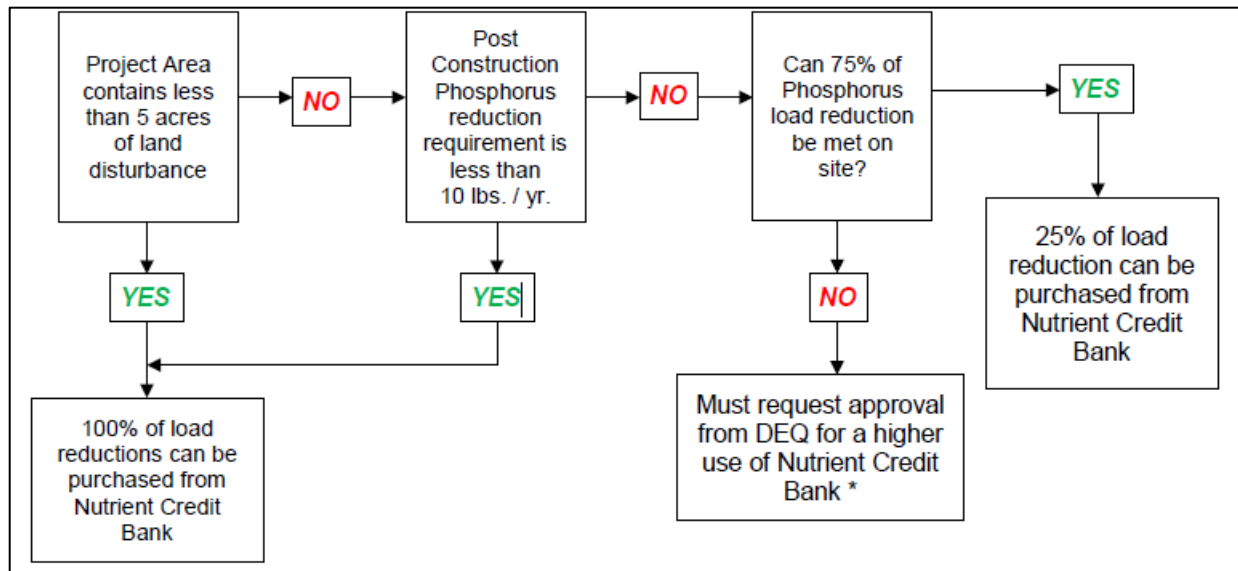 Project Area
contains less
than 5 acres
of land
disturbance
NO
Post
Construction
Phosphorus
reduction
requirement is
less than
10 lbs. / yr.
NO
Can 75% of
Phosphorus
load reduction
be met on
site?
YES
YES
YES
NO
25% of load
reduction can be
purchased from
Nutrient Credit
Bank
100% of load
reductions can be
purchased from
Nutrient Credit
Bank
Must request approval
from DEQ for a higher
use of Nutrient Credit
Bank *